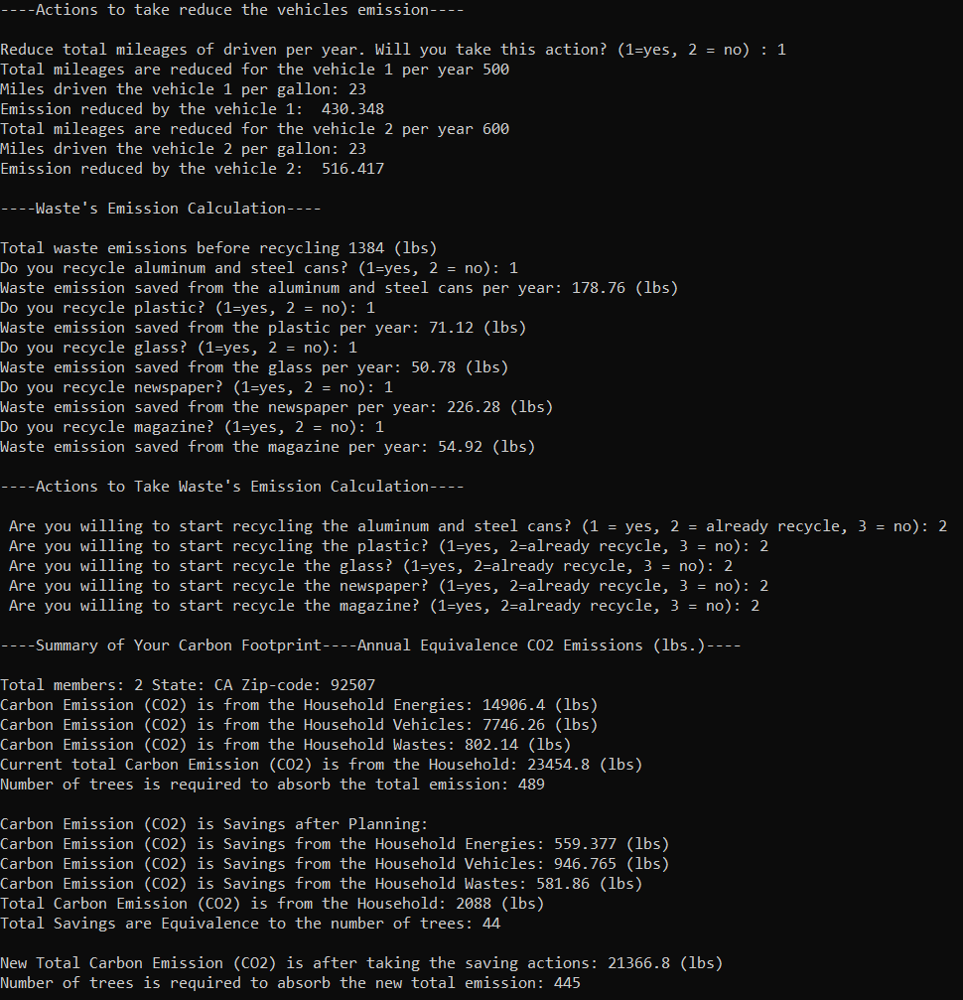 ----Actions to take reduce the vehicles emission----
Reduce total mileages of driven per year. Will you take this action? (1=yes, 2 = no) : 1
Total mileages are reduced for the vehicle 1 per year 500
Miles driven the vehicle 1 per gallon: 23
Emission reduced by the vehicle 1:  430.348
Total mileages are reduced for the vehicle 2 per year 600
Miles driven the vehicle 2 per gallon: 23
Emission reduced by the vehicle 2:  516.417
----Waste's Emission Calculation----
Total waste emissions before recycling 1384 (lbs)
Do you recycle aluminum and steel cans? (1=yes, 2 = no): 1
Waste emission saved from the aluminum and steel cans per year: 178.76 (lbs)
Do you recycle plastic? (1=yes, 2 = no): 1
Waste emission saved from the plastic per year: 71.12 (lbs)
Do you recycle glass? (1=yes, 2 = no): 1
Waste emission saved from the glass per year: 50.78 (lbs)
Do you recycle newspaper? (1=yes, 2 = no): 1
Waste emission saved from the newspaper per year: 226.28 (lbs)
Do you recycle magazine? (1=yes, 2 = no): 1
Waste emission saved from the magazine per year: 54.92 (lbs)
----Actions to Take Waste's Emission Calculation----
Are you willing to start recycling the aluminum and steel cans? (1 = yes, 2 = already recycle, 3 = no): 2
Are you willing to start recycling the plastic? (1=yes, 2=already recycle, 3 = no): 2
Are you willing to start recycle the glass? (1=yes, 2=already recycle, 3 = no): 2
Are you willing to start recycle the newspaper? (1=yes, 2=already recycle, 3 = no): 2
Are you willing to start recycle the magazine? (1=yes, 2=already recycle, 3 = no): 2
----Summary of Your Carbon Footprint----Annual Equivalence CO2 Emissions (lbs.)----
Total members: 2 State: CA Zip-code: 92507
Carbon Emission (CO2) is from the Household Energies: 14906.4 (lbs)
Carbon Emission (CO2) is from the Household Vehicles: 7746.26 (lbs)
Carbon Emission (CO2) is from the Household Wastes: 802.14 (lbs)
Current total Carbon Emission (CO2) is from the Household: 23454.8 (lbs)
Number of trees is required to absorb the total emission: 489
Carbon Emission (CO2) is Savings after Planning:
Carbon Emission (CO2) is Savings from the Household Energies: 559.377 (lbs)
Carbon Emission (CO2) is Savings from the Household Vehicles: 946.765 (lbs)
Carbon Emission (CO2) is Savings from the Household Wastes: 581.86 (lbs)
Total Carbon Emission (CO2) is from the Household: 2088 (lbs)
Total Savings are Equivalence to the number of trees: 44
New Total Carbon Emission (CO2) is after taking the saving actions: 21366.8 (lbs)
Number of trees is required to absorb the new total emission: 445